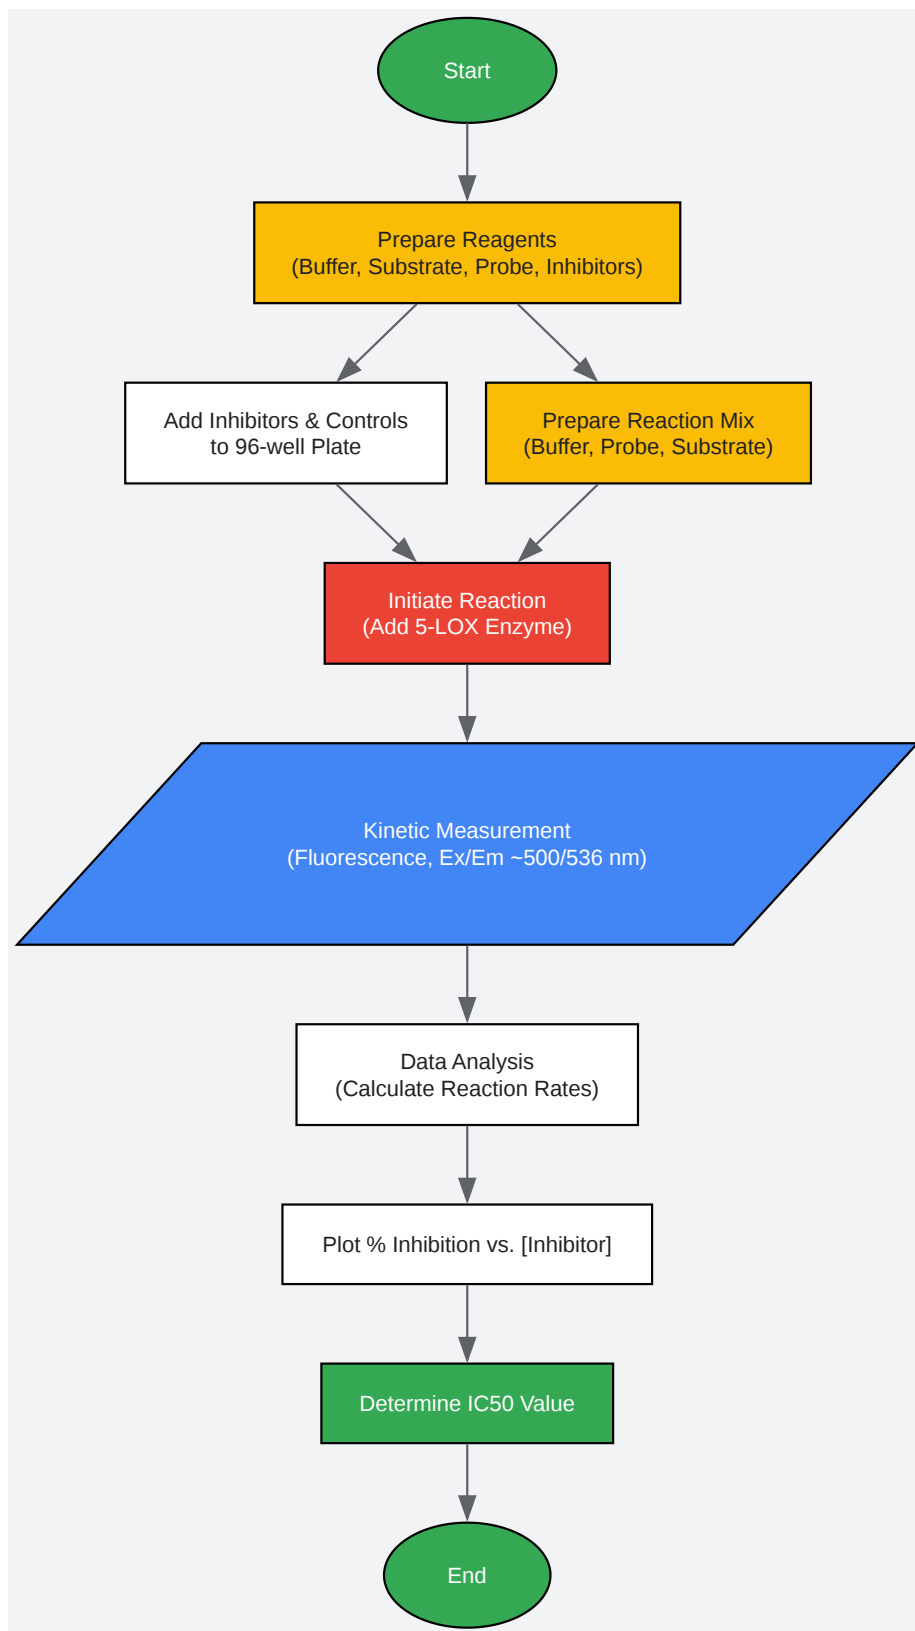 Start
Prepare Reagents
(Buffer, Substrate, Probe, Inhibitors)
Add Inhibitors & Controls
to 96-well Plate
Prepare Reaction Mix
(Buffer, Probe, Substrate)
Initiate Reaction
(Add 5-LOX Enzyme)
Kinetic Measurement
(Fluorescence, Ex/Em ~500/536 nm)
Data Analysis
(Calculate Reaction Rates)
Plot % Inhibition vs. [Inhibitor]
Determine IC50 Value
End